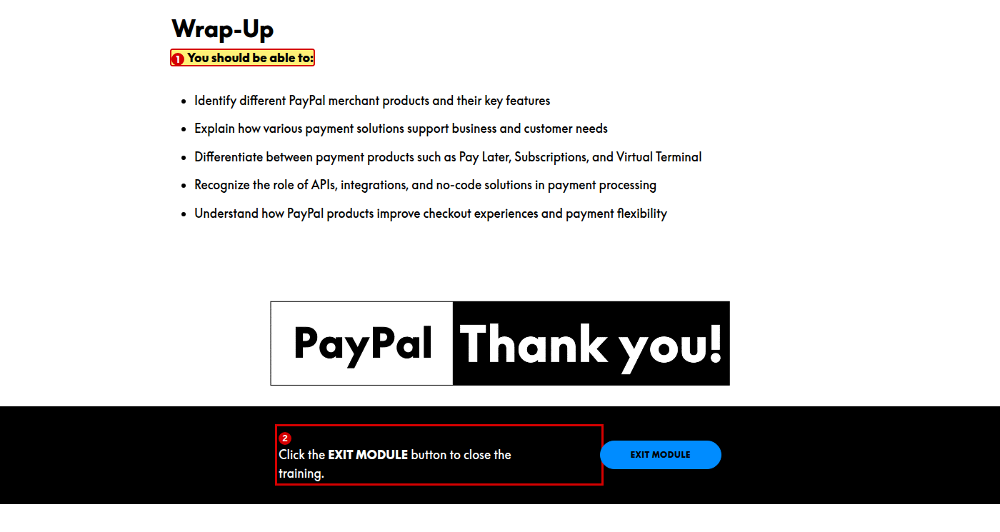 Wrap-Up
1 You should be able to:
• Identify different PayPal merchant products and their key features
• Explain how various payment solutions support business and customer needs
• Differentiate between payment products such as Pay Later, Subscriptions, and Virtual Terminal
• Recognize the role of APIs, integrations, and no-code solutions in payment processing
• Understand how PayPal products improve checkout experiences and payment flexibility
PayPal Thank you!
2
Click the EXIT MODULE button to close the
training.
EXIT MODULE